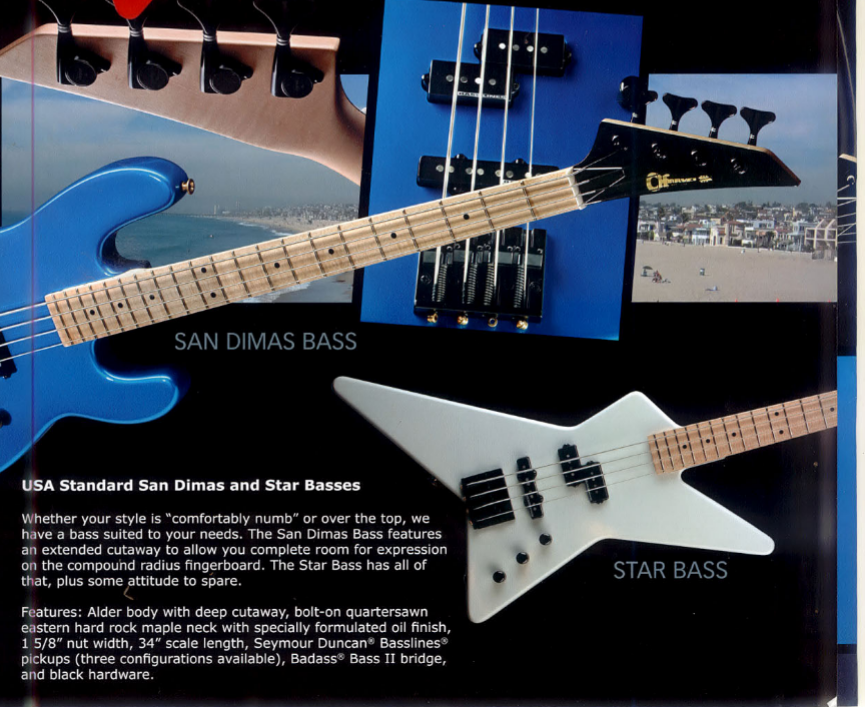 Charvel
SAN DIMAS BASS
USA Standard San Dimas and Star Basses
Whether your style is “comfortably numb” or over the top, we
have a bass suited to your needs. The San Dimas Bass features
an extended cutaway to allow you complete room for expression
on the compound radius fingerboard. The Star Bass has all of
that, plus some attitude to spare.
Features: Alder body with deep cutaway, bolt-on quartersawn
eastern hard rock maple neck with specially formulated oil finish,
1 5/8” nut width, 34” scale length, Seymour Duncan® Basslines®
pickups (three configurations available), Badass® Bass II bridge,
and black hardware.
STAR BASS